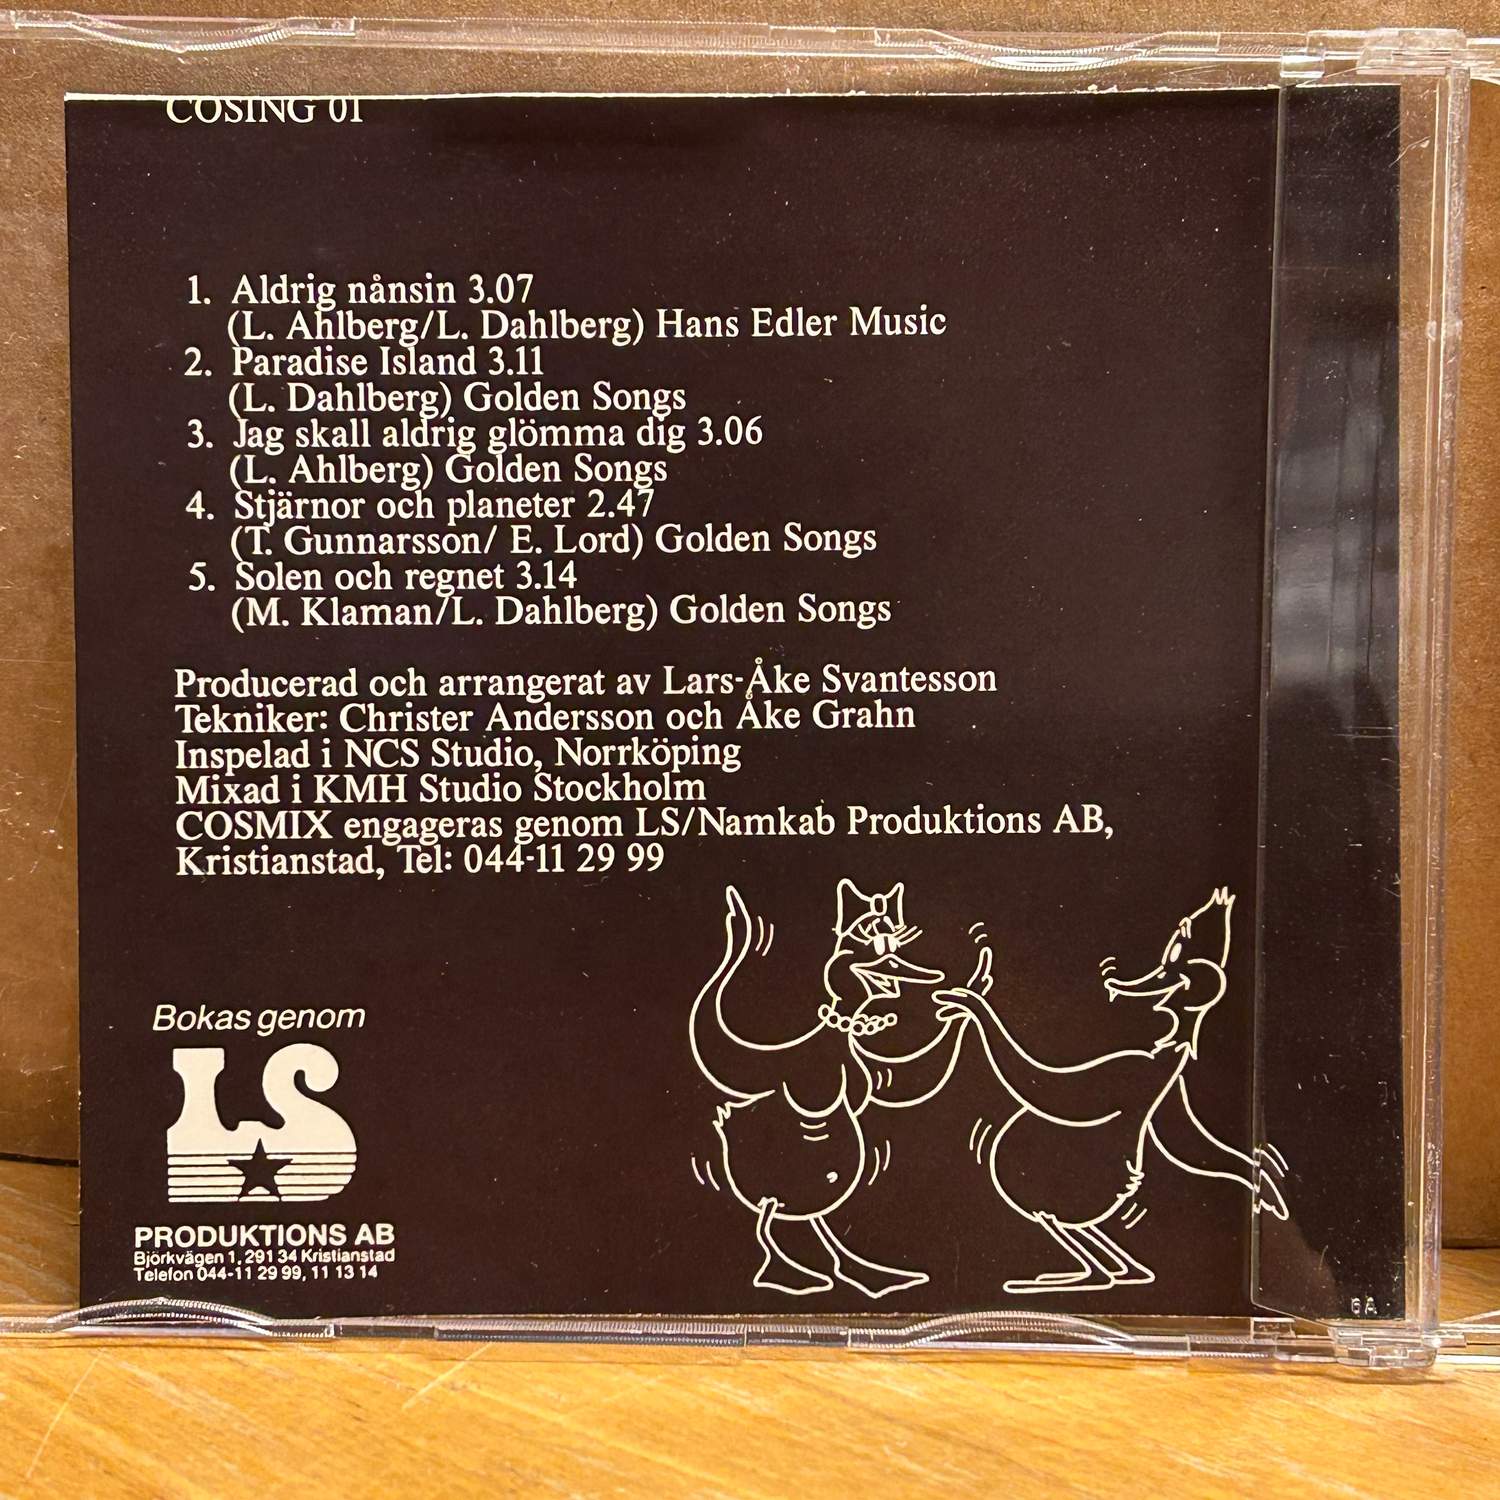 COSING 01
1. Aldrig nånsin 3.07
(L. Ahlberg/L. Dahlberg) Hans Edler Music
2. Paradise Island 3.11
(L. Dahlberg) Golden Songs
3. Jag skall aldrig glömma dig 3.06
(L. Ahlberg) Golden Songs
4. Stjärnor och planeter 2.47
(T. Gunnarsson/ E. Lord) Golden Songs
5. Solen och regnet 3.14
(M. Klaman/L. Dahlberg) Golden Songs
Producerad och arrangerat av Lars-Åke Svantesson
Tekniker: Christer Andersson och Åke Grahn
Inspelad i NCS Studio, Norrköping
Mixad i KMH Studio Stockholm
COSMIX engageras genom LS/Namkab Produktions AB,
Kristianstad, Tel: 044-11 29 99
Bokas genom
LS
PRODUKTIONS AB
Björkvägen 1, 291 34 Kristianstad
Telefon 044-11 29 99, 11 13 14
6A